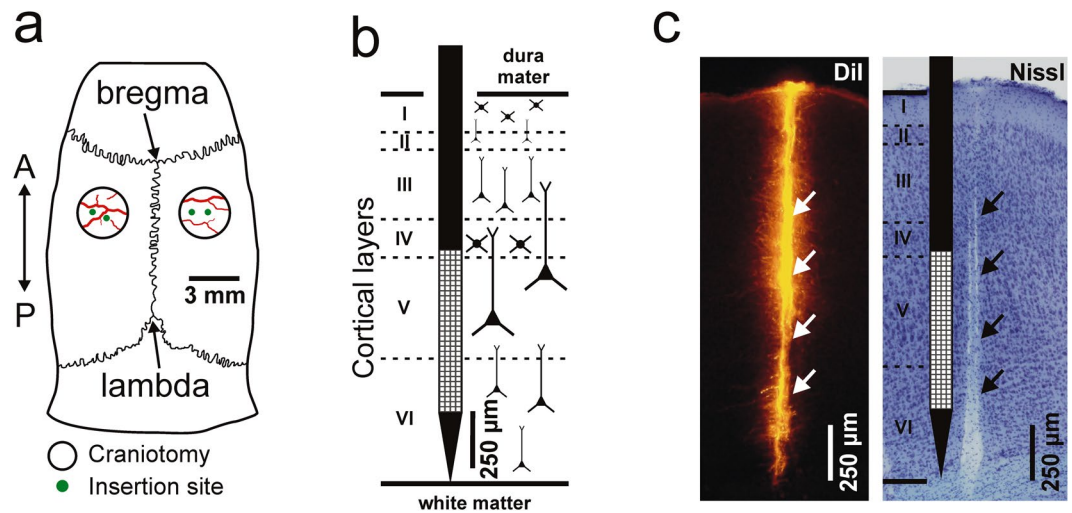 a
bregma
A
P
3 mm
lambda
Craniotomy
Insertion site
b
dura
mater
Cortical layers
I
II
III
IV
V
VI
250 µm
white matter
c
DiI
250 µm
Nissl
I
II
III
IV
V
VI
250 µm